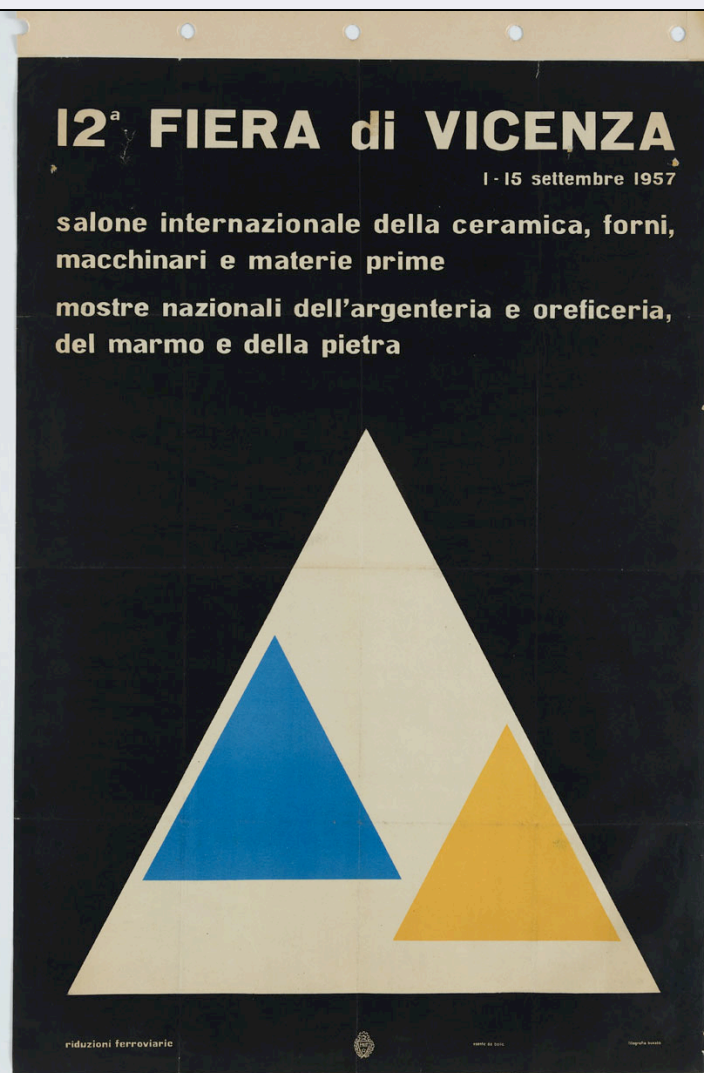 12ª FIERA di VICENZA
1-15 settembre 1957
salone internazionale della ceramica, forni,
macchinari e materie prime
mostre nazionali dell'argenteria e oreficeria,
del marmo e della pietra
riduzioni ferroviarie